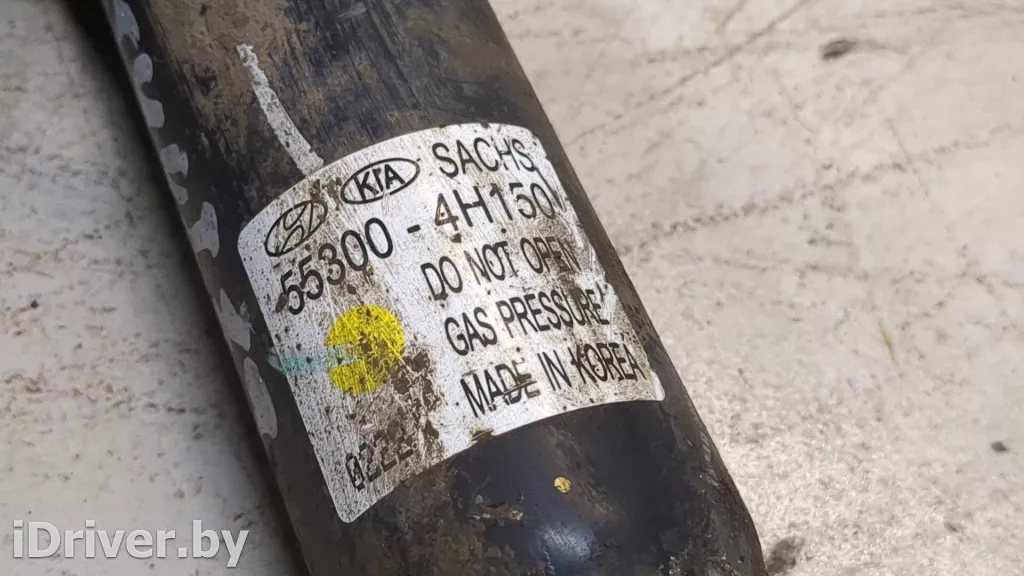 KIA SACHS
55300-4H150
DO NOT OPEN
GAS PRESSURE
MADE IN KOREA
iDriver.by